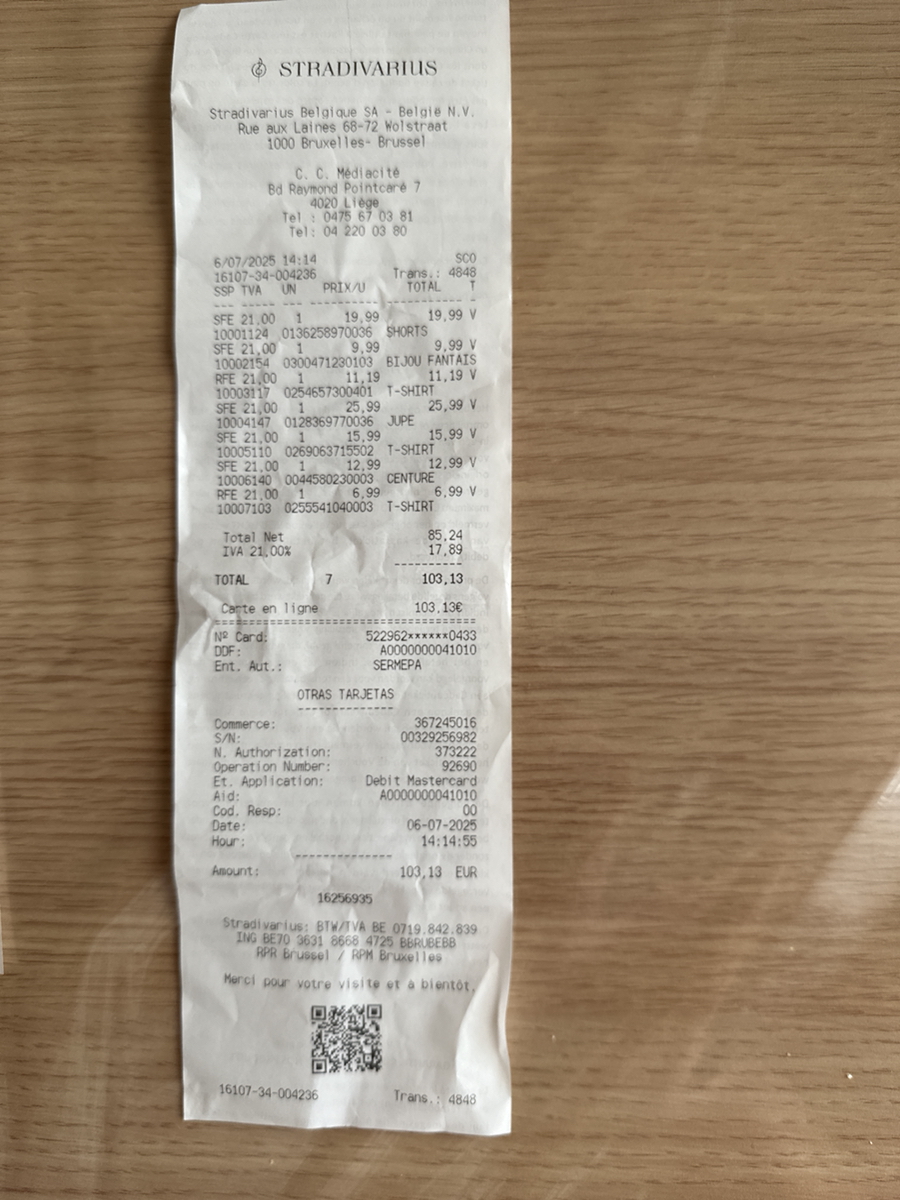 STRADIVARIUS
Stradivarius Belgique SA - België N.V.
Rue aux Laines 68-72 Wolstraat
1000 Bruxelles- Brussel
C. C. Médiacité
Bd Raymond Pointcaré 7
4020 Liège
Tel : 0475 67 03 81
Tel: 04 220 03 80
6/07/2025 14:14 SCO
16107-34-004236 Trans.: 4848
SSP TVA UN PRIX/U TOTAL T
--- ----- --- ------------ ----------- -
SFE 21,00 1 19,99 19,99 V
10001124 0136258970036 SHORTS
SFE 21,00 1 9,99 9,99 V
10002154 0300471230103 BIJOU FANTAIS
RFE 21,00 1 11,19 11,19 V
10003117 0254657300401 T-SHIRT
SFE 21,00 1 25,99 25,99 V
10004147 0128369770036 JUPE
SFE 21,00 1 15,99 15,99 V
10005110 0269063715502 T-SHIRT
SFE 21,00 1 12,99 12,99 V
10006140 0044580230003 CENTURE
RFE 21,00 1 6,99 6,99 V
10007103 0255541040003 T-SHIRT
Total Net 85,24
IVA 21,00% 17,89
----------
TOTAL 7 103,13
Carte en ligne 103,13€
======================================
Nº Card: 522962******0433
DDF: A0000000041010
Ent. Aut.: SERMEPA
OTRAS TARJETAS
--------------
Commerce: 367245016
S/N: 00329256982
N. Authorization: 373222
Operation Number: 92690
Et. Application: Debit Mastercard
Aid: A0000000041010
Cod. Resp: 00
Date: 06-07-2025
Hour: 14:14:55
--------------
Amount: 103,13 EUR
16256935
Stradivarius: BTW/TVA BE 0719.842.839
ING BE70 3631 8668 4725 BBRUBEBB
RPR Brussel / RPM Bruxelles
Merci pour votre visite et à bientôt.
16107-34-004236 Trans.: 4848